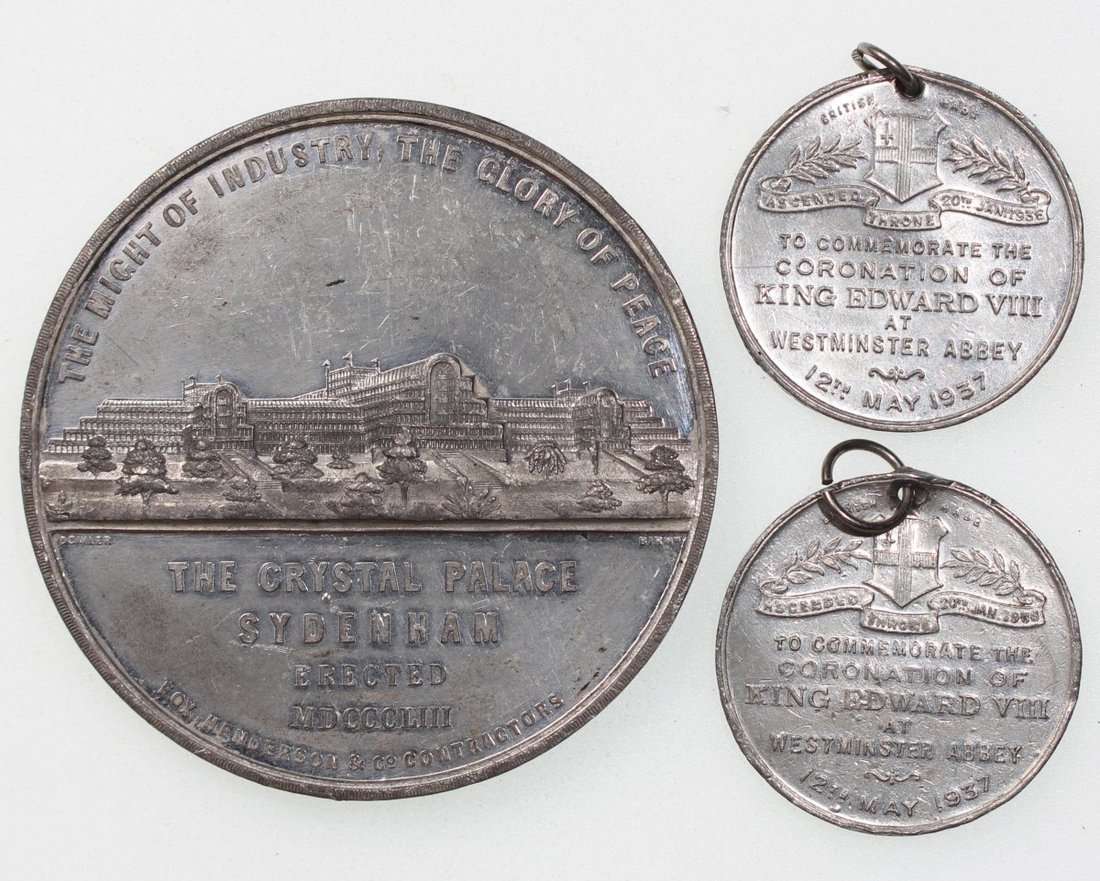 THE MIGHT OF INDUSTRY, THE GLORY OF PEACE
THE CRYSTAL PALACE
SYDENHAM
ERECTED
MDCCCLIII
FOX, HENDERSON & Co CONTRACTORS
BRITISH MADE
ASCENDED THRONE 20TH JAN. 1936
TO COMMEMORATE THE
CORONATION OF
KING EDWARD VIII
AT
WESTMINSTER ABBEY
12TH MAY 1937
MADE
ASCENDED THRONE 20TH JAN. 1936
TO COMMEMORATE THE
CORONATION OF
KING EDWARD VIII
AT
WESTMINSTER ABBEY
12TH MAY 1937